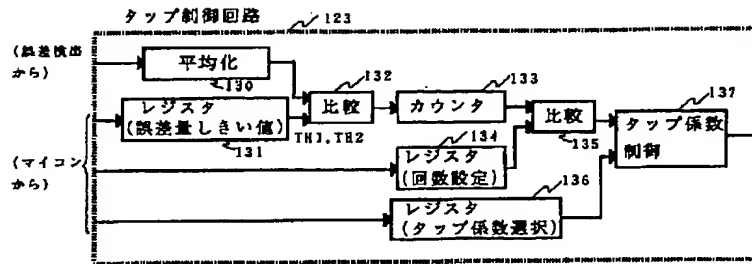 タップ制御回路
123
(誤差検出
から)
平均化
130
132
比較
133
カウンタ
137
レジスタ
(誤差量しきい値)
131
TH1,TH2
134
比較
135
タップ係数
制御
(マイコン
から)
レジスタ
(回数設定)
136
レジスタ
(タップ係数選択)